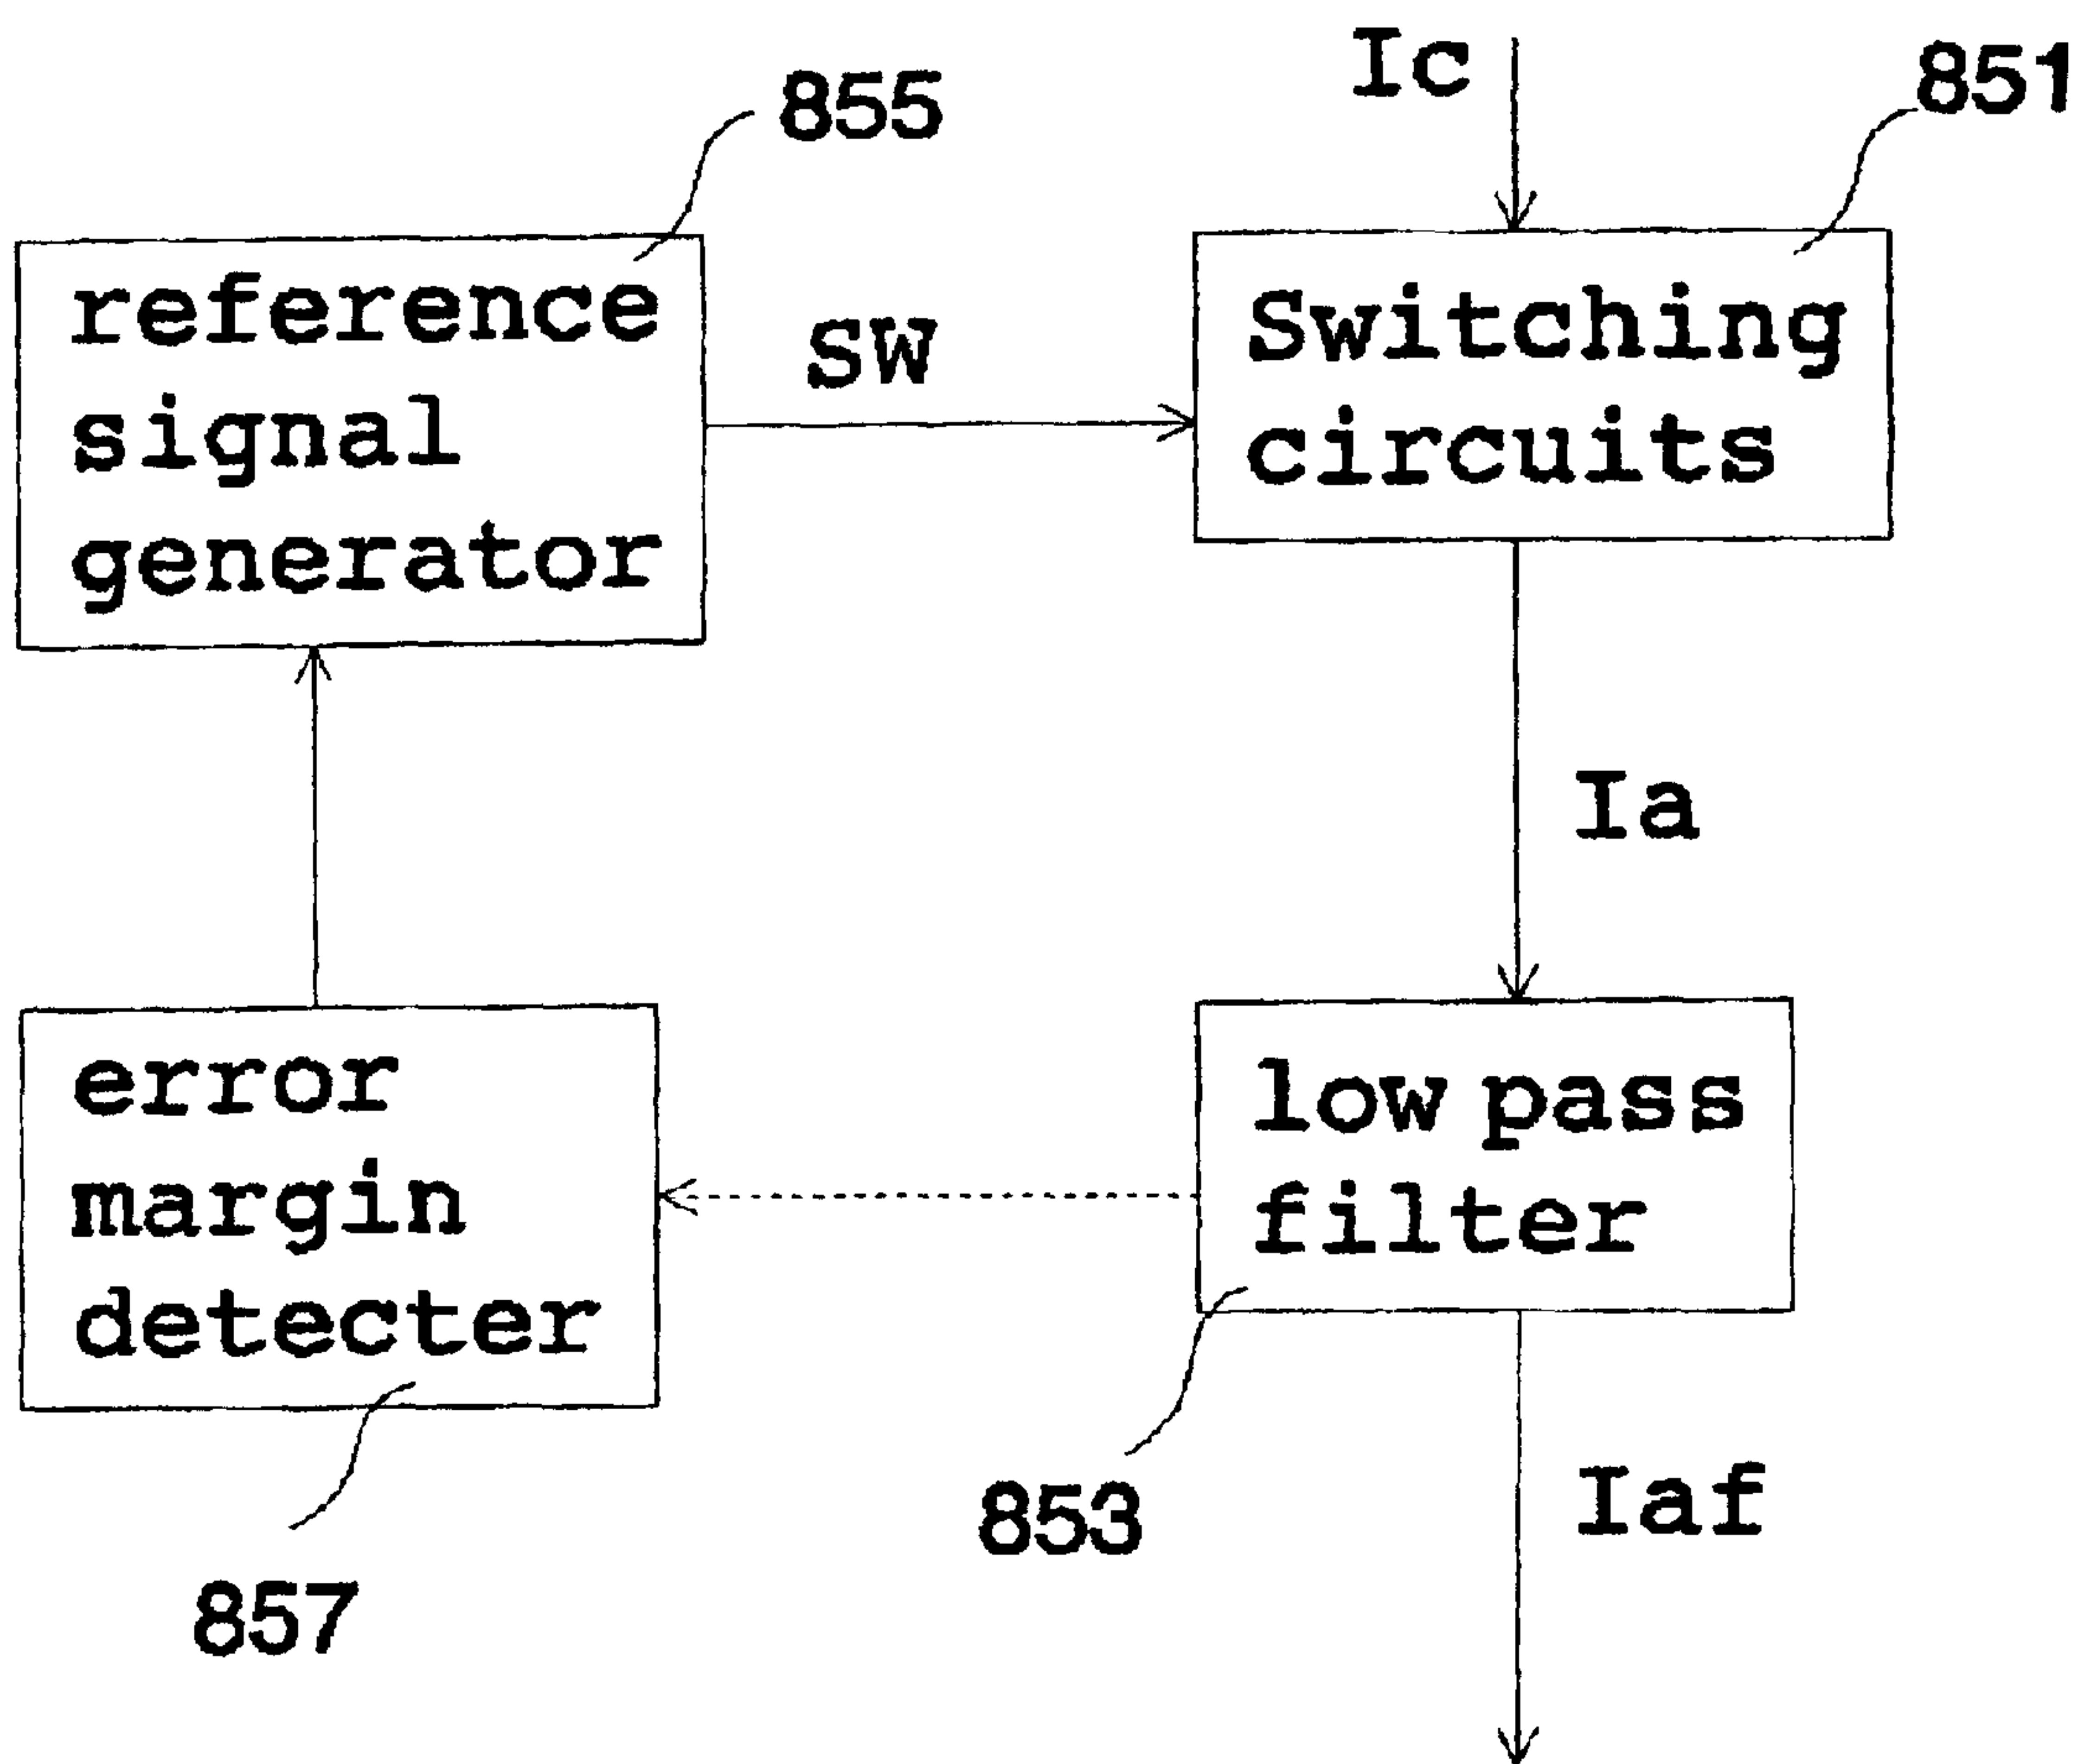 Ic
851
855
reference
signal
generator
SW
Switching
circuits
Ia
error
margin
detecter
low pass
filter
853
Iaf
857